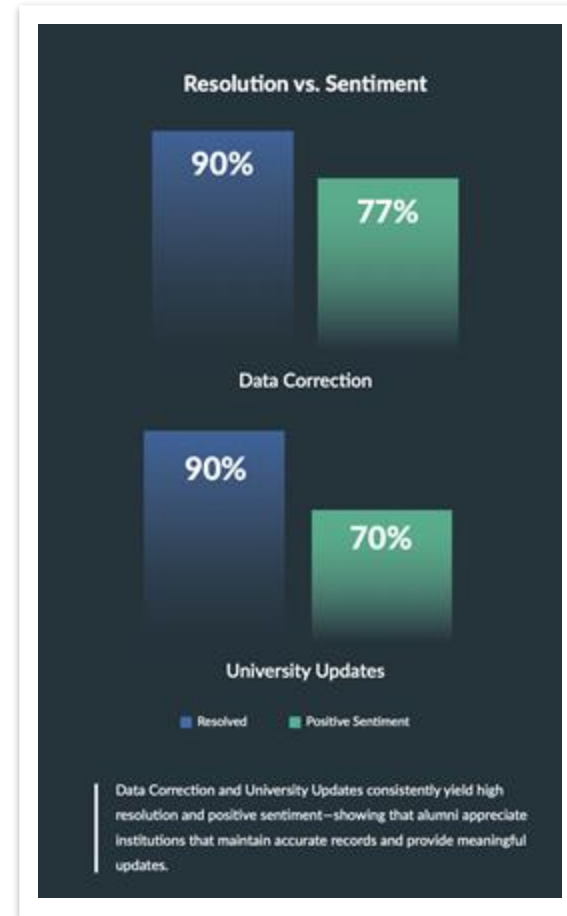 Resolution vs. Sentiment
90%
77%
Data Correction
90%
70%
University Updates
Resolved
Positive Sentiment
Data Correction and University Updates consistently yield high
resolution and positive sentiment—showing that alumni appreciate
institutions that maintain accurate records and provide meaningful
updates.